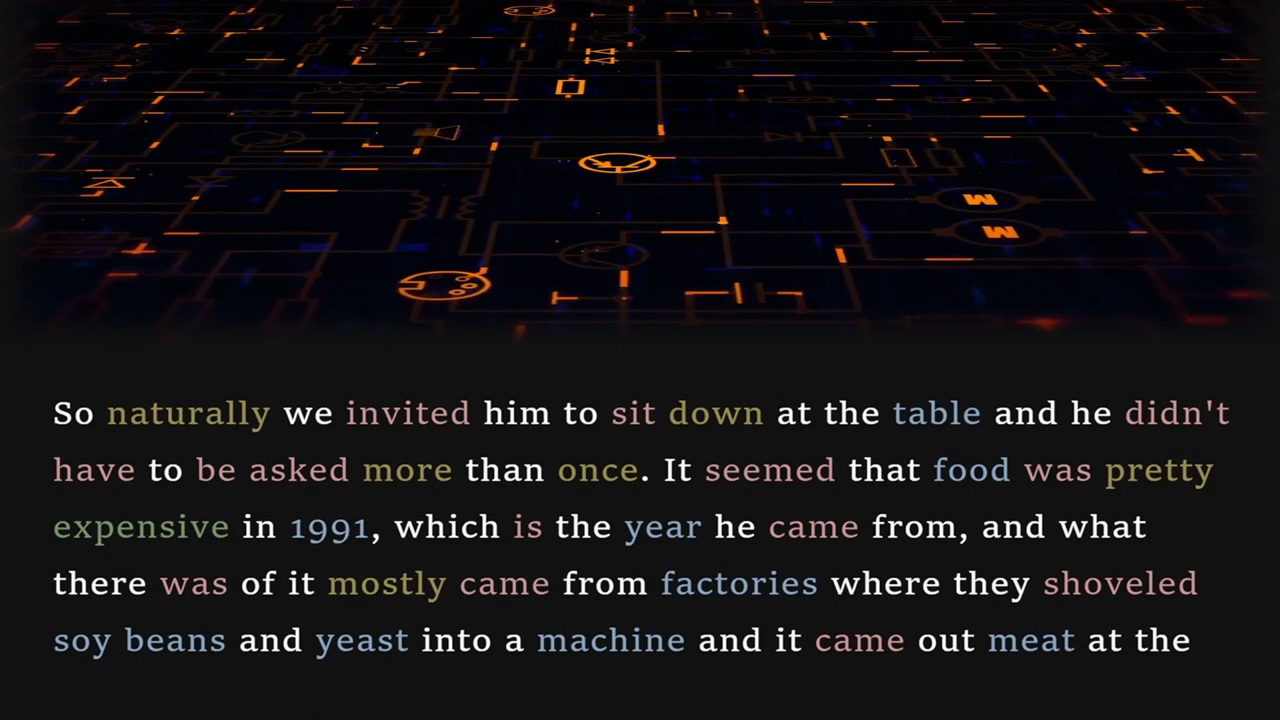 So naturally we invited him to sit down at the table and he didn't
have to be asked more than once. It seemed that food was pretty
expensive in 1991, which is the year he came from, and what
there was of it mostly came from factories where they shoveled
soy beans and yeast into a machine and it came out meat at the